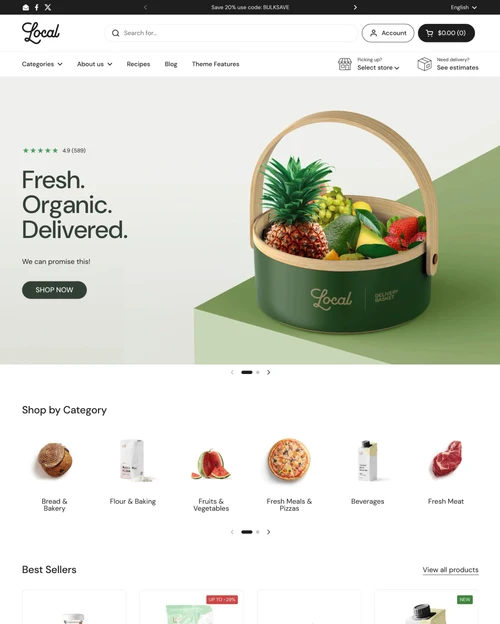 Save 20% use code: BULKSAVE
English
Local
Search for...
Account
$0.00 (0)
Categories
About us
Recipes
Blog
Theme Features
Picking up?
Select store
Need delivery?
See estimates
4.9 (589)
Fresh.
Organic.
Delivered.
We can promise this!
SHOP NOW
Local
DELIVERY
BASKET
Shop by Category
Bread &
Bakery
Flour & Baking
Fruits &
Vegetables
Fresh Meals &
Pizzas
Beverages
Fresh Meat
Best Sellers
View all products
UP TO -29%
NEW